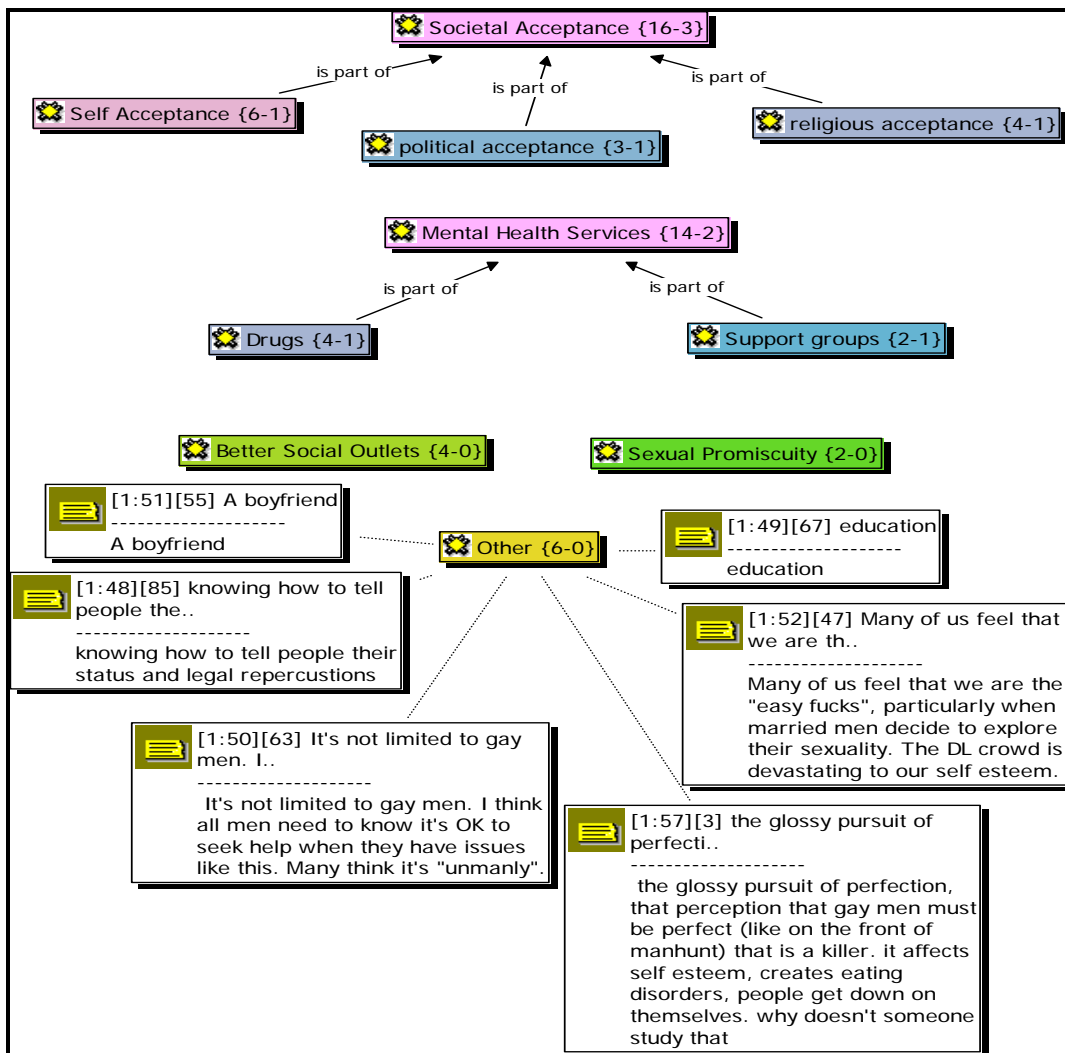 Societal Acceptance {16-3}
is part of
is part of
is part of
Self Acceptance {6-1}
political acceptance {3-1}
religious acceptance {4-1}
Mental Health Services {14-2}
is part of
is part of
Drugs {4-1}
Support groups {2-1}
Better Social Outlets {4-0}
Sexual Promiscuity {2-0}
[1:51][55] A boyfriend
--------------------
A boyfriend
Other {6-0}
[1:49][67] education
--------------------
education
[1:48][85] knowing how to tell
people the..
--------------------
knowing how to tell people their
status and legal repercustions
[1:52][47] Many of us feel that
we are th..
--------------------
Many of us feel that we are the
"easy fucks", particularly when
married men decide to explore
their sexuality. The DL crowd is
devastating to our self esteem.
[1:50][63] It's not limited to gay
men. I..
--------------------
It's not limited to gay men. I think
all men need to know it's OK to
seek help when they have issues
like this. Many think it's "unmanly".
[1:57][3] the glossy pursuit of
perfecti..
--------------------
the glossy pursuit of perfection,
that perception that gay men must
be perfect (like on the front of
manhunt) that is a killer. it affects
self esteem, creates eating
disorders, people get down on
themselves. why doesn't someone
study that